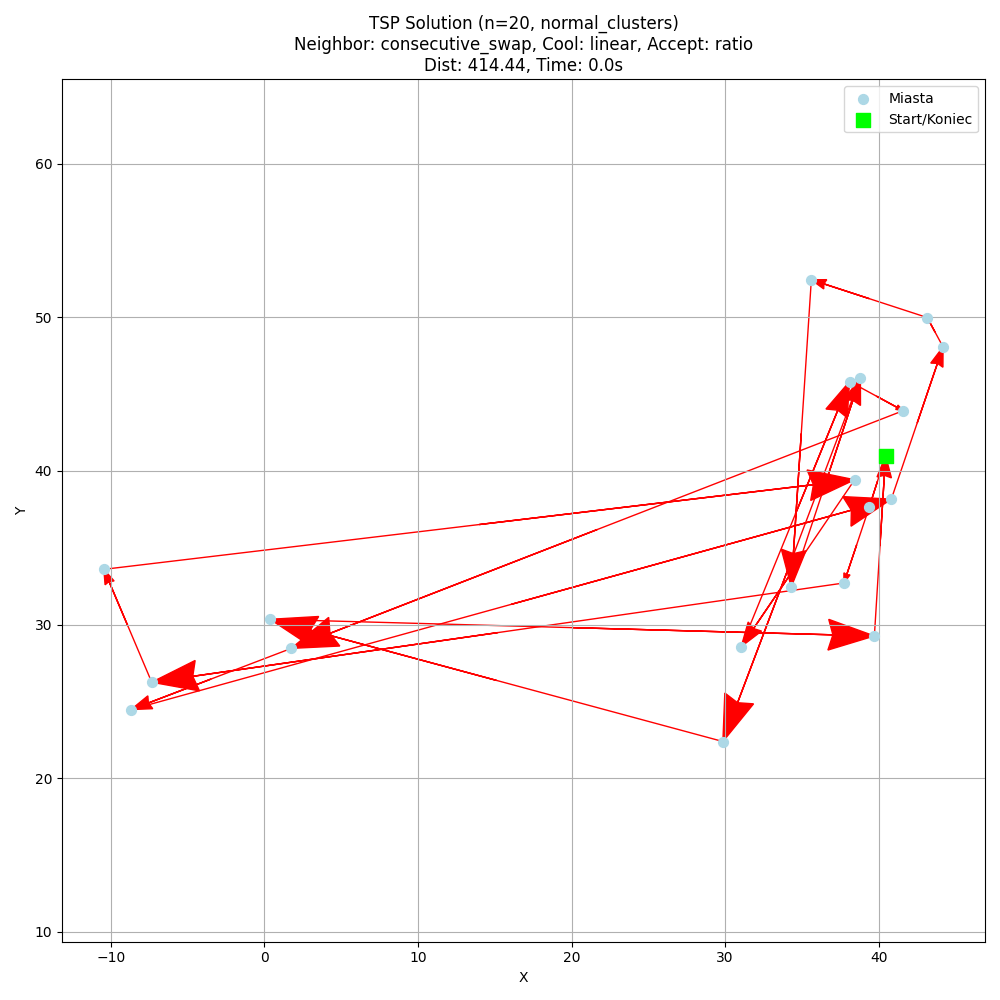 TSP Solution (n=20, normal_clusters)
Neighbor: consecutive_swap, Cool: linear, Accept: ratio
Dist: 414.44, Time: 0.0s
Miasta
Start/Koniec
60
50
40
30
20
10
Y
−10
0
10
20
30
40
X